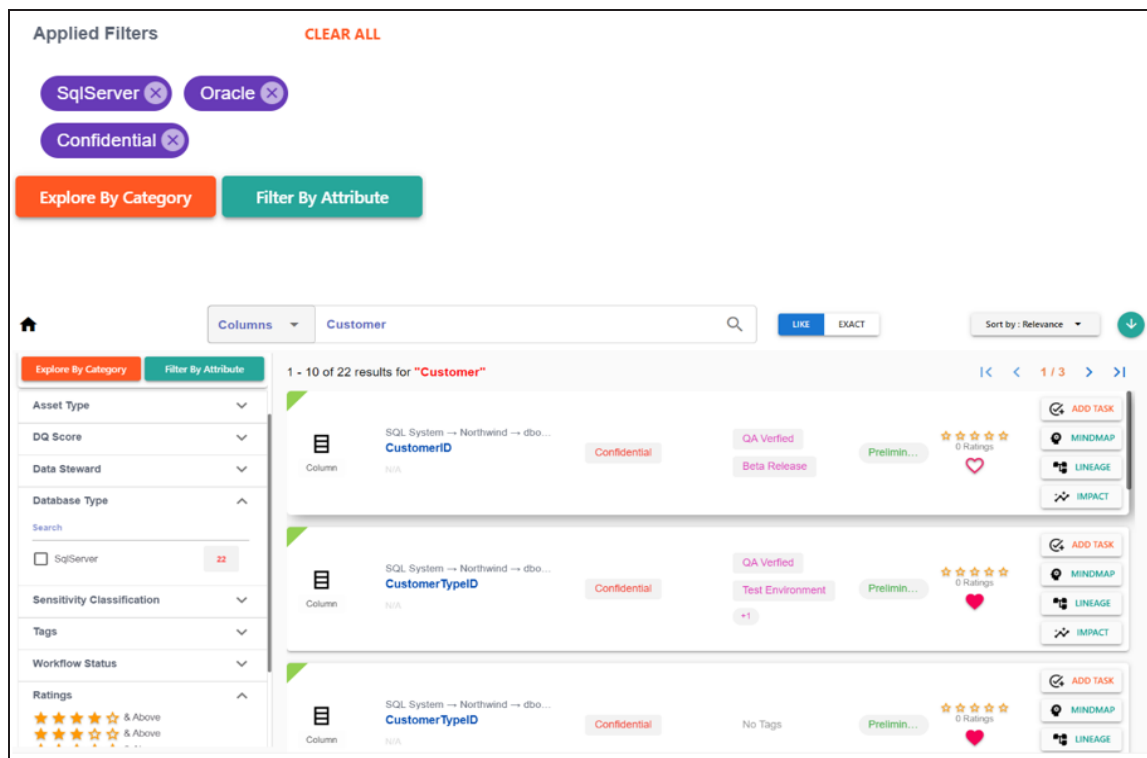 Applied Filters CLEAR ALL
SqlServer Oracle
Confidential
Explore By Category Filter By Attribute
Columns Customer LIKE EXACT Sort by : Relevance
Explore By Category Filter By Attribute
1 - 10 of 22 results for "Customer" 1 / 3
Asset Type
DQ Score
Data Steward
Database Type
Search
SqlServer 22
Sensitivity Classification
Tags
Workflow Status
Ratings
& Above
& Above
Column
SQL System → Northwind → dbo...
CustomerID
N/A
Confidential
QA Verfied
Beta Release
Prelimin...
0 Ratings
ADD TASK
MINDMAP
LINEAGE
IMPACT
Column
SQL System → Northwind → dbo...
CustomerTypeID
N/A
Confidential
QA Verfied
Test Environment
+1
Prelimin...
0 Ratings
ADD TASK
MINDMAP
LINEAGE
IMPACT
Column
SQL System → Northwind → dbo...
CustomerTypeID
N/A
Confidential
No Tags
Prelimin...
0 Ratings
ADD TASK
MINDMAP
LINEAGE